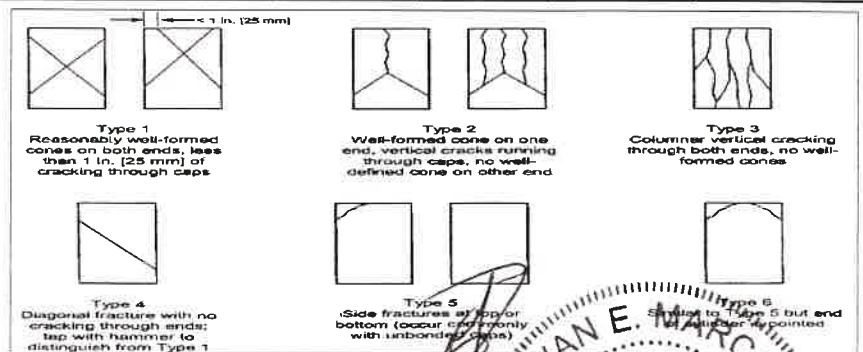 < 1 in. [25 mm]
Type 1
Reasonably well-formed
cones on both ends, less
than 1 in. [25 mm] of
cracking through caps
Type 2
Well-formed cone on one
end, vertical cracks running
through caps, no well-
defined cone on other end
Type 3
Columnar vertical cracking
through both ends, no well-
formed cones
Type 4
Diagonal fracture with no
cracking through ends;
tap with hammer to
distinguish from Type 1
Type 5
Side fractures at top or
bottom (occur commonly
with unbonded caps)
Type 6
Similar to Type 5 but end
of cylinder is pointed
E.